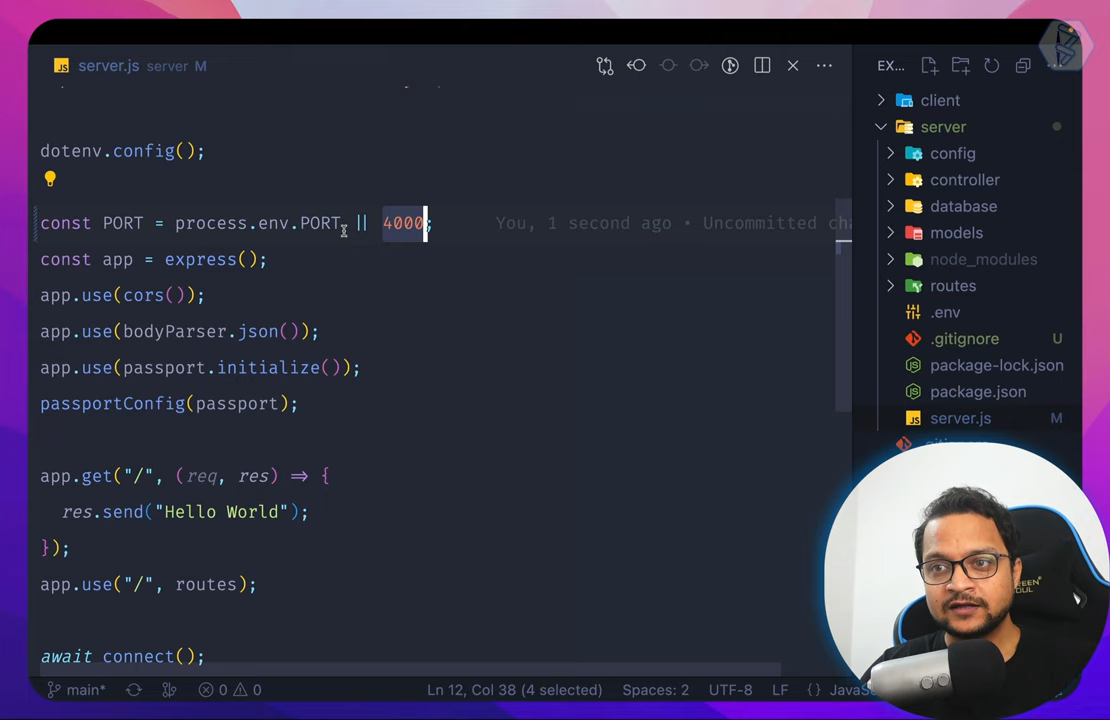 JS server.js server M
EX...
dotenv.config();
const PORT = process.env.PORT || 4000;
You, 1 second ago • Uncommitted cha
const app = express();
app.use(cors());
app.use(bodyParser.json());
app.use(passport.initialize());
passportConfig(passport);
app.get("/", (req, res) => {
res.send("Hello World");
});
app.use("/", routes);
await connect();
client
server
config
controller
database
models
node_modules
routes
.env
.gitignore U
package-lock.json
package.json
JS server.js M
main*
0 0
Ln 12, Col 38 (4 selected)
Spaces: 2
UTF-8
LF
{} JavaS